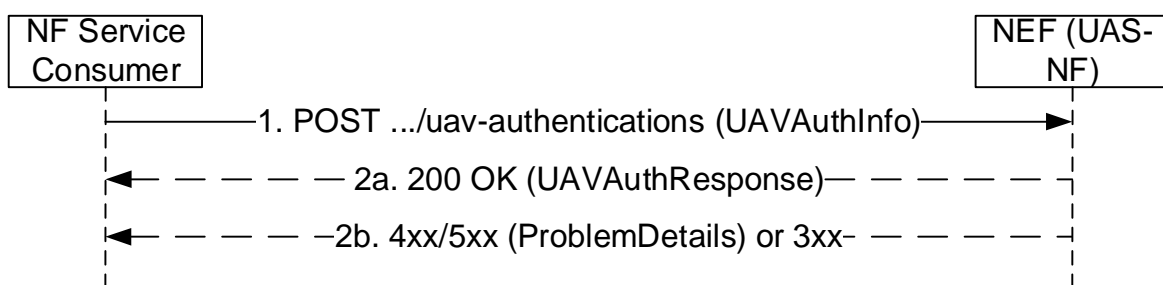 NF Service
Consumer
NEF (UAS-
NF)
1. POST .../uav-authentications (UAVAuthInfo)
2a. 200 OK (UAVAuthResponse)
2b. 4xx/5xx (ProblemDetails) or 3xx